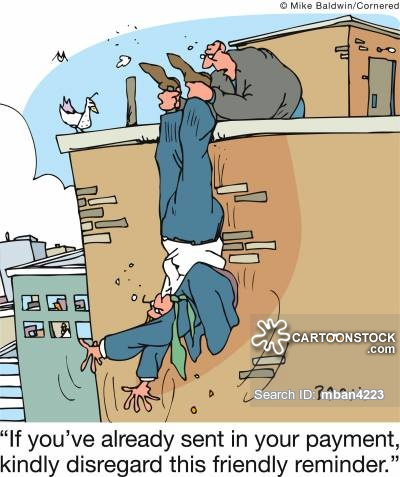 © Mike Baldwin/Cornered
CARTOONSTOCK
.com
Search ID: mban4223
"If you've already sent in your payment,
kindly disregard this friendly reminder."